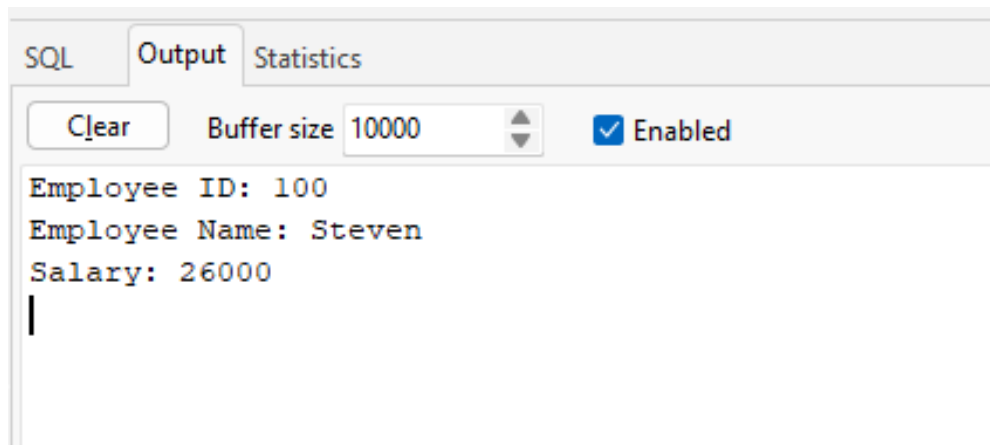 SQL Output Statistics
Clear Buffer size 10000 Enabled
Employee ID: 100
Employee Name: Steven
Salary: 26000